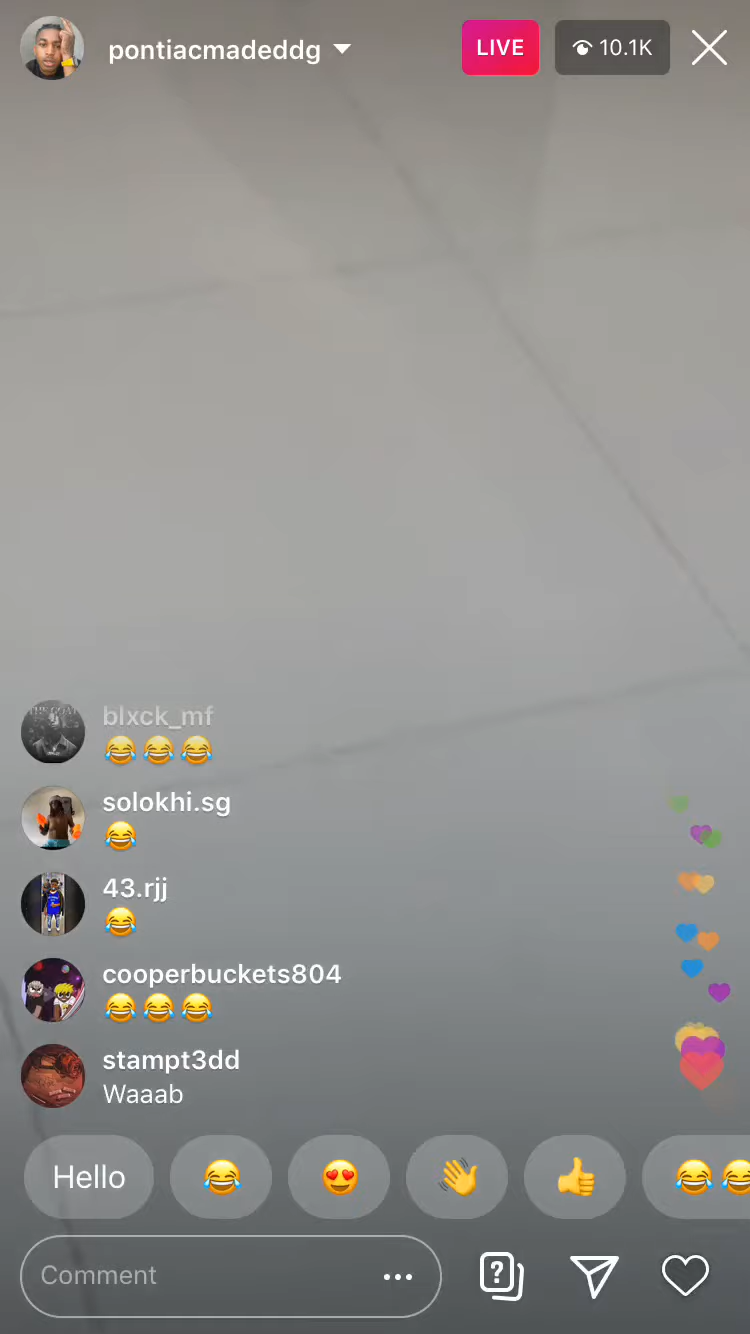 pontiacmadeddg
LIVE
10.1K
blxck_mf
😂😂😂
solokhi.sg
😂
43.rjj
😂
cooperbuckets804
😂😂😂
stampt3dd
Waaab
Hello
Comment